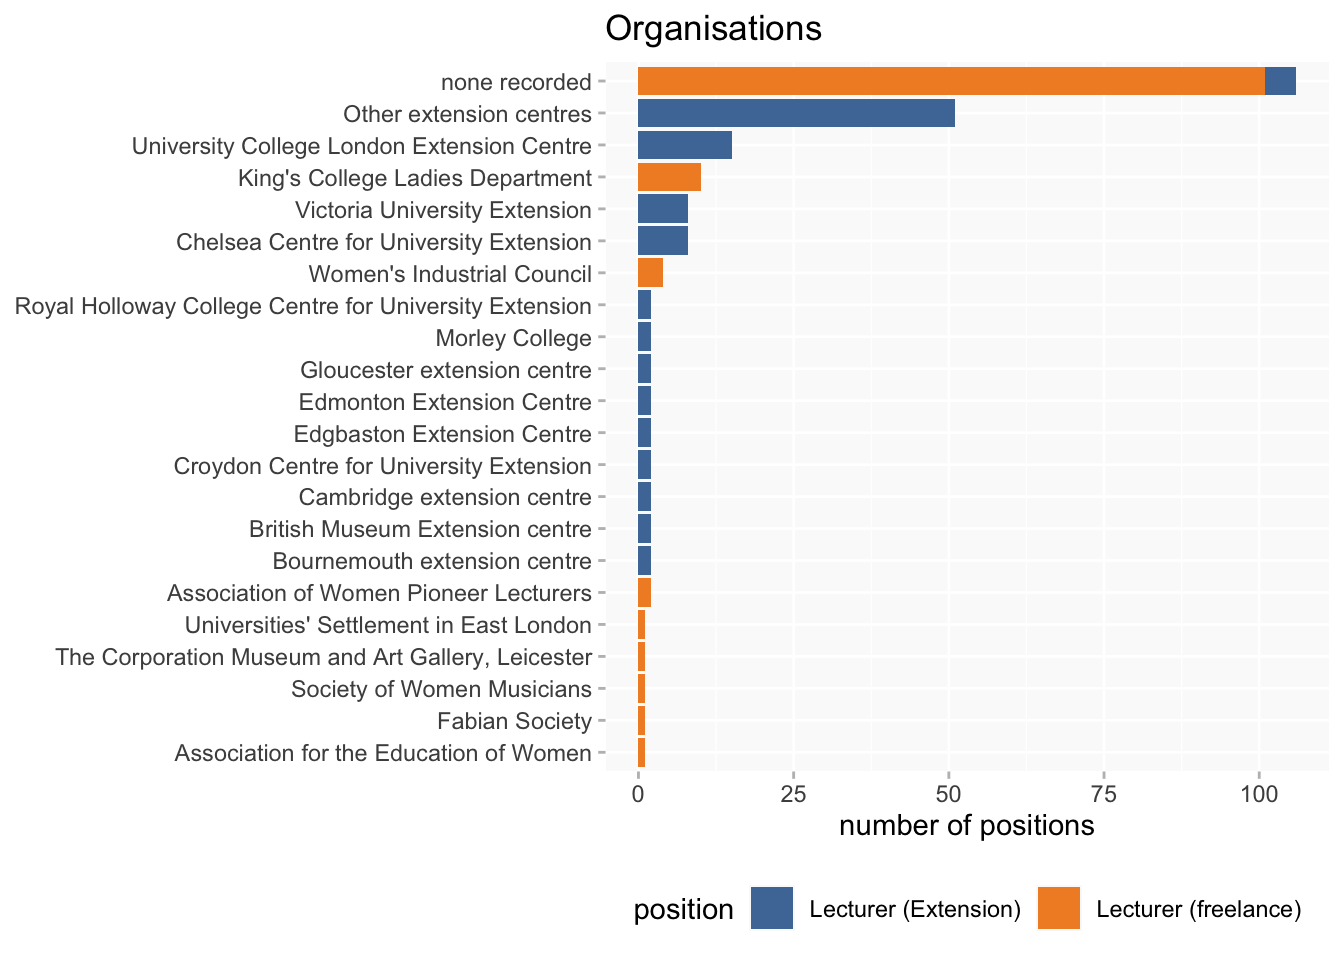 Organisations
none recorded
Other extension centres
University College London Extension Centre
King's College Ladies Department
Victoria University Extension
Chelsea Centre for University Extension
Women's Industrial Council
Royal Holloway College Centre for University Extension
Morley College
Gloucester extension centre
Edmonton Extension Centre
Edgbaston Extension Centre
Croydon Centre for University Extension
Cambridge extension centre
British Museum Extension centre
Bournemouth extension centre
Association of Women Pioneer Lecturers
Universities' Settlement in East London
The Corporation Museum and Art Gallery, Leicester
Society of Women Musicians
Fabian Society
Association for the Education of Women
0 25 50 75 100
number of positions
position Lecturer (Extension) Lecturer (freelance)